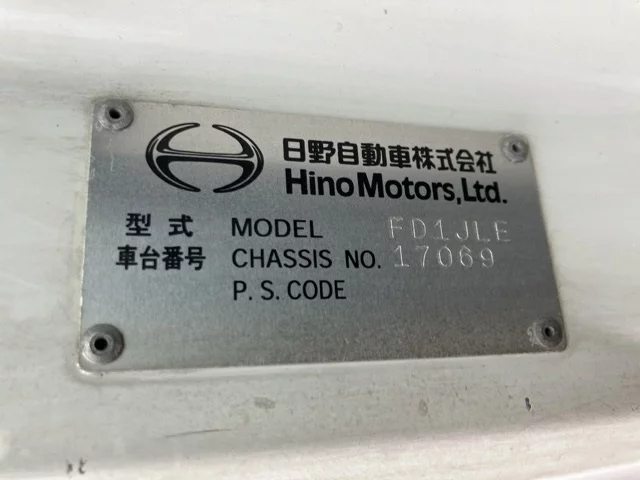 日野自動車株式会社
Hino Motors, Ltd.
型式 MODEL FD1JLE
車台番号 CHASSIS NO. 17069
P. S. CODE